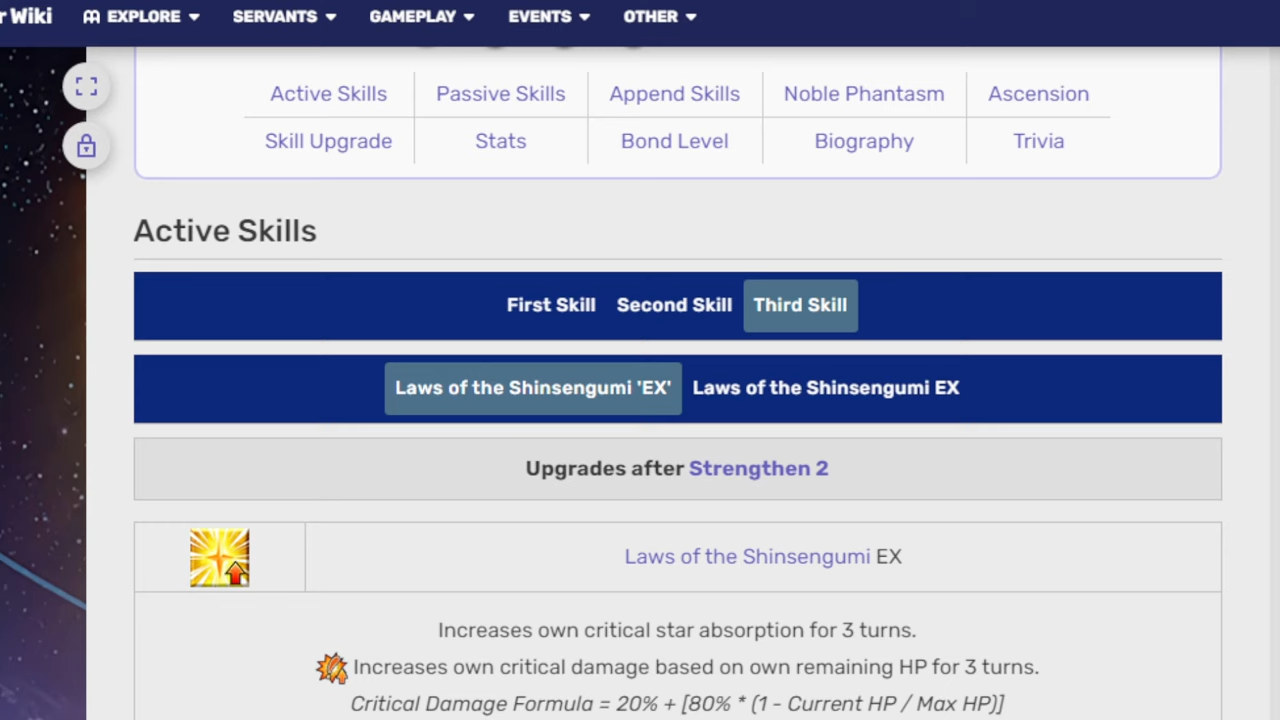 r Wiki EXPLORE SERVANTS GAMEPLAY EVENTS OTHER
Active Skills Passive Skills Append Skills Noble Phantasm Ascension
Skill Upgrade Stats Bond Level Biography Trivia
Active Skills
First Skill Second Skill Third Skill
Laws of the Shinsengumi 'EX' Laws of the Shinsengumi EX
Upgrades after Strengthen 2
Laws of the Shinsengumi EX
Increases own critical star absorption for 3 turns.
Increases own critical damage based on own remaining HP for 3 turns.
Critical Damage Formula = 20% + [80% * (1 - Current HP / Max HP)]